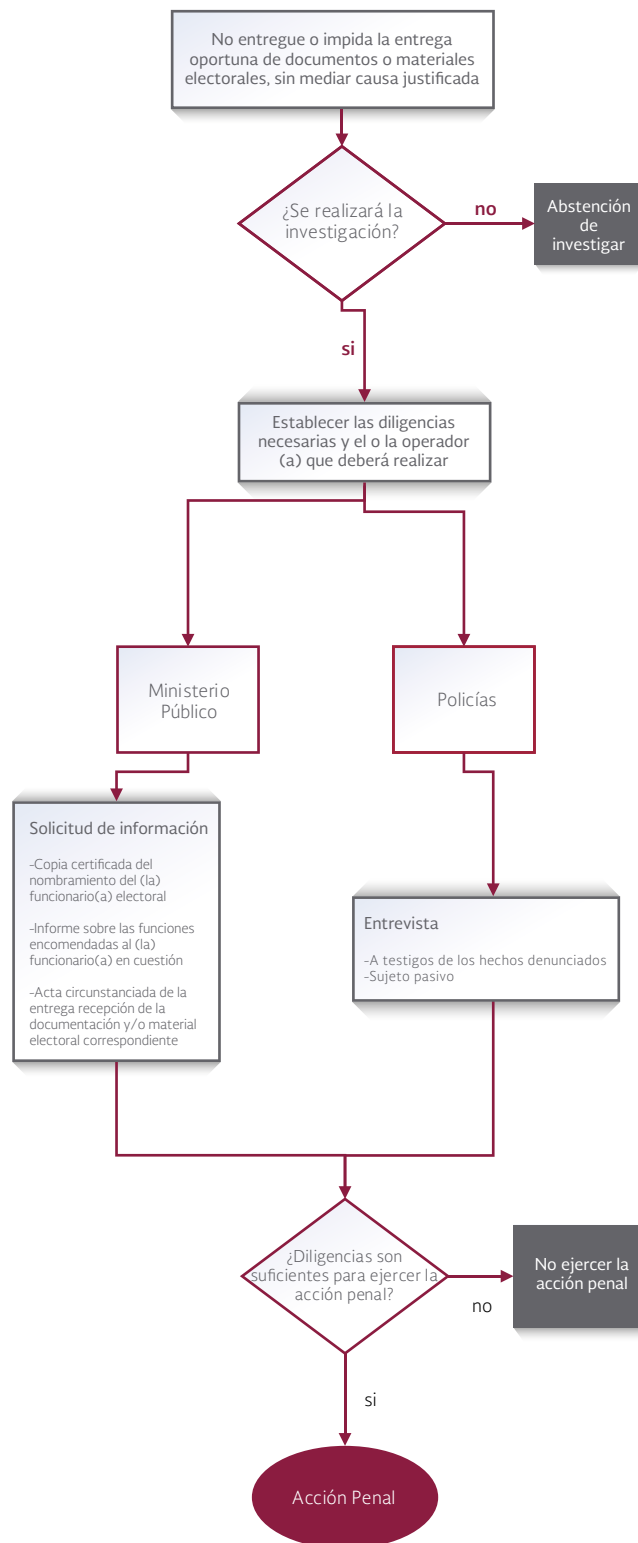 No entregue o impida la entrega
oportuna de documentos o materiales
electorales, sin mediar causa justificada
¿Se realizará la
investigación?
no
Abstención
de
investigar
si
Establecer las diligencias
necesarias y el o la operador
(a) que deberá realizar
Ministerio
Público
Policías
Solicitud de información
-Copia certificada del
nombramiento del (la)
funcionario(a) electoral
-Informe sobre las funciones
encomendadas al (la)
funcionario(a) en cuestión
-Acta circunstanciada de la
entrega recepción de la
documentación y/o material
electoral correspondiente
Entrevista
-A testigos de los hechos denunciados
-Sujeto pasivo
¿Diligencias son
suficientes para ejercer la
acción penal?
no
No ejercer la
acción penal
si
Acción Penal